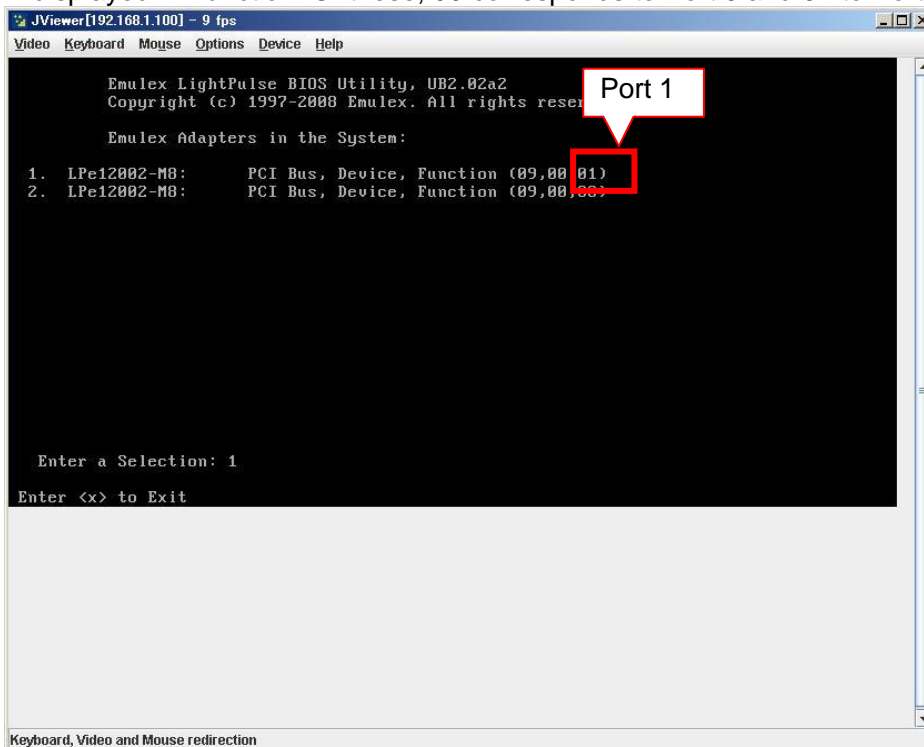 JViewer[192.168.1.100] - 9 fps
Video Keyboard Mouse Options Device Help
Emulex LightPulse BIOS Utility, UB2.02a2
Copyright (c) 1997-2008 Emulex. All rights reser
Port 1
Emulex Adapters in the System:
1. LPe12002-M8: PCI Bus, Device, Function (09,00,01)
2. LPe12002-M8: PCI Bus, Device, Function (09,00,00)
Enter a Selection: 1
Enter <x> to Exit
Keyboard, Video and Mouse redirection